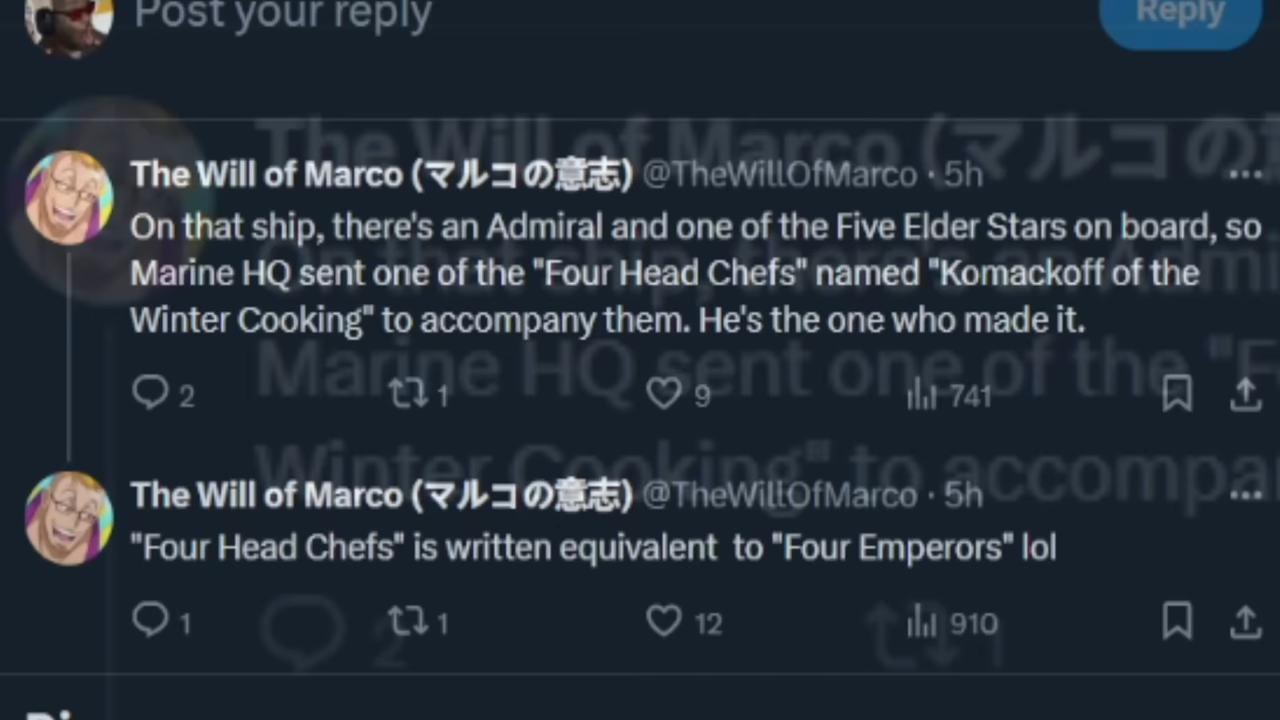 Post your reply
Reply
The Will of Marco (マルコの意志) @TheWillOfMarco · 5h
On that ship, there's an Admiral and one of the Five Elder Stars on board, so
Marine HQ sent one of the "Four Head Chefs" named "Komackoff of the
Winter Cooking" to accompany them. He's the one who made it.
2 1 9 741
The Will of Marco (マルコの意志) @TheWillOfMarco · 5h
"Four Head Chefs" is written equivalent  to "Four Emperors" lol
1 1 12 910